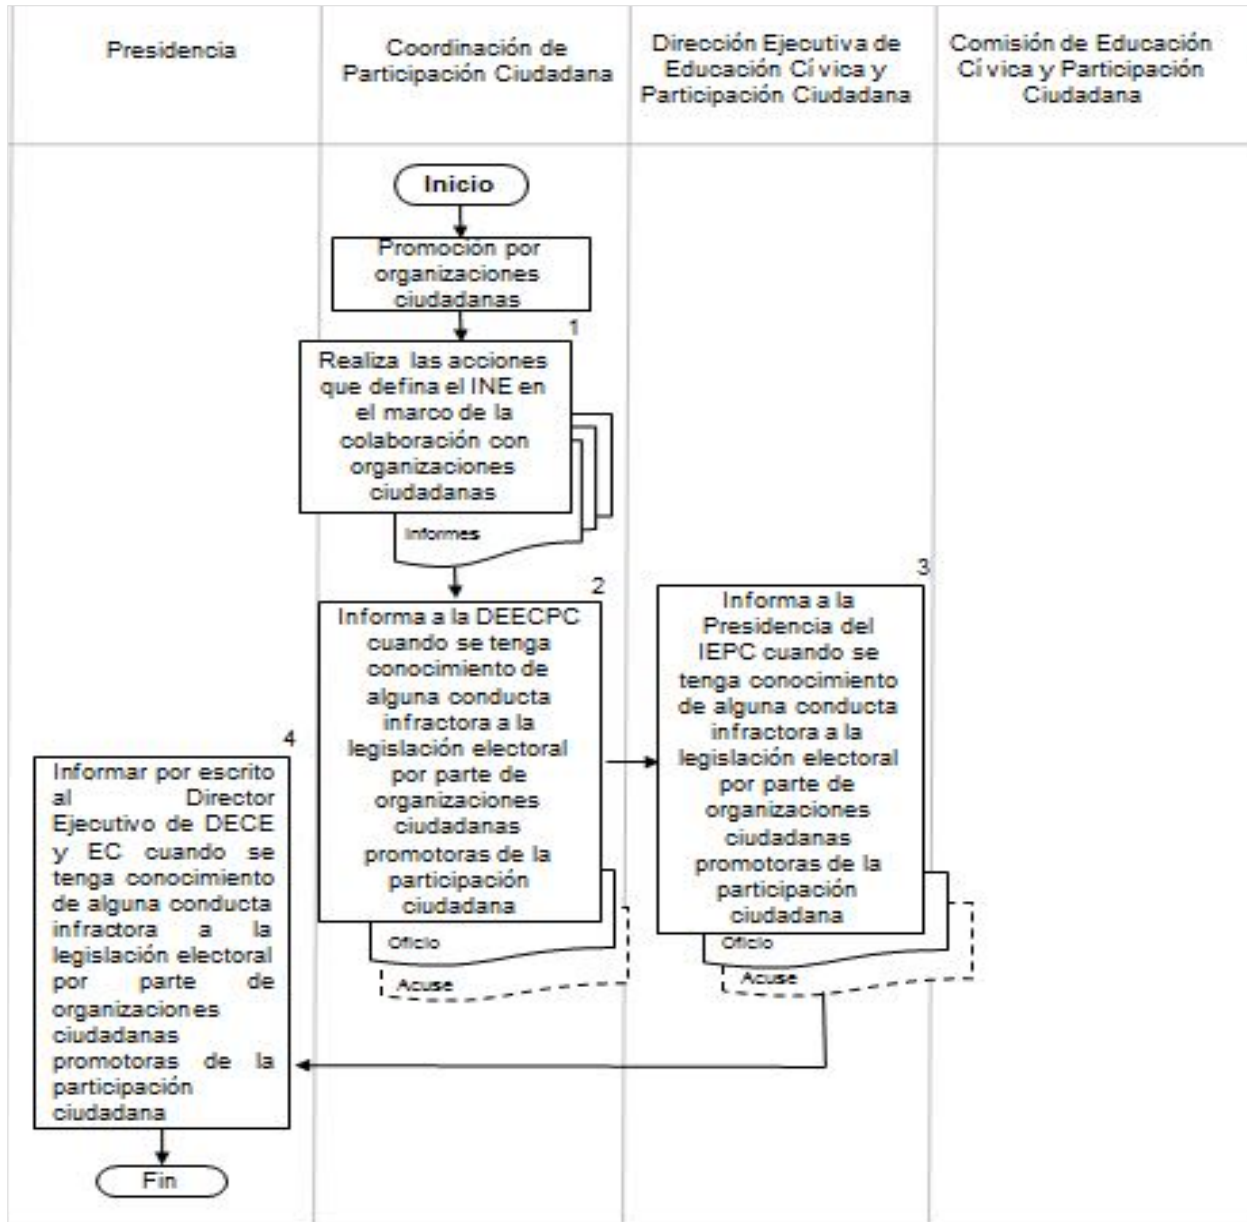 Presidencia
Coordinación de
Participación Ciudadana
Dirección Ejecutiva de
Educación Cívica y
Participación Ciudadana
Comisión de Educación
Cívica y Participación
Ciudadana
Inicio
Promoción por
organizaciones
ciudadanas
1
Realiza las acciones
que defina el INE en
el marco de la
colaboración con
organizaciones
ciudadanas
Informes
2
Informa a la DEECPC
cuando se tenga
conocimiento de
alguna conducta
infractora a la
legislación electoral
por parte de
organizaciones
ciudadanas
promotoras de la
participación
ciudadana
Oficio
Acuse
3
Informa a la
Presidencia del
IEPC cuando se
tenga conocimiento
de alguna conducta
infractora a la
legislación electoral
por parte de
organizaciones
ciudadanas
promotoras de la
participación
ciudadana
Oficio
Acuse
4
Informar por escrito
al Director
Ejecutivo de DECE
y EC cuando se
tenga conocimiento
de alguna conducta
infractora a la
legislación electoral
por parte de
organizaciones
ciudadanas
promotoras de la
participación
ciudadana
Fin